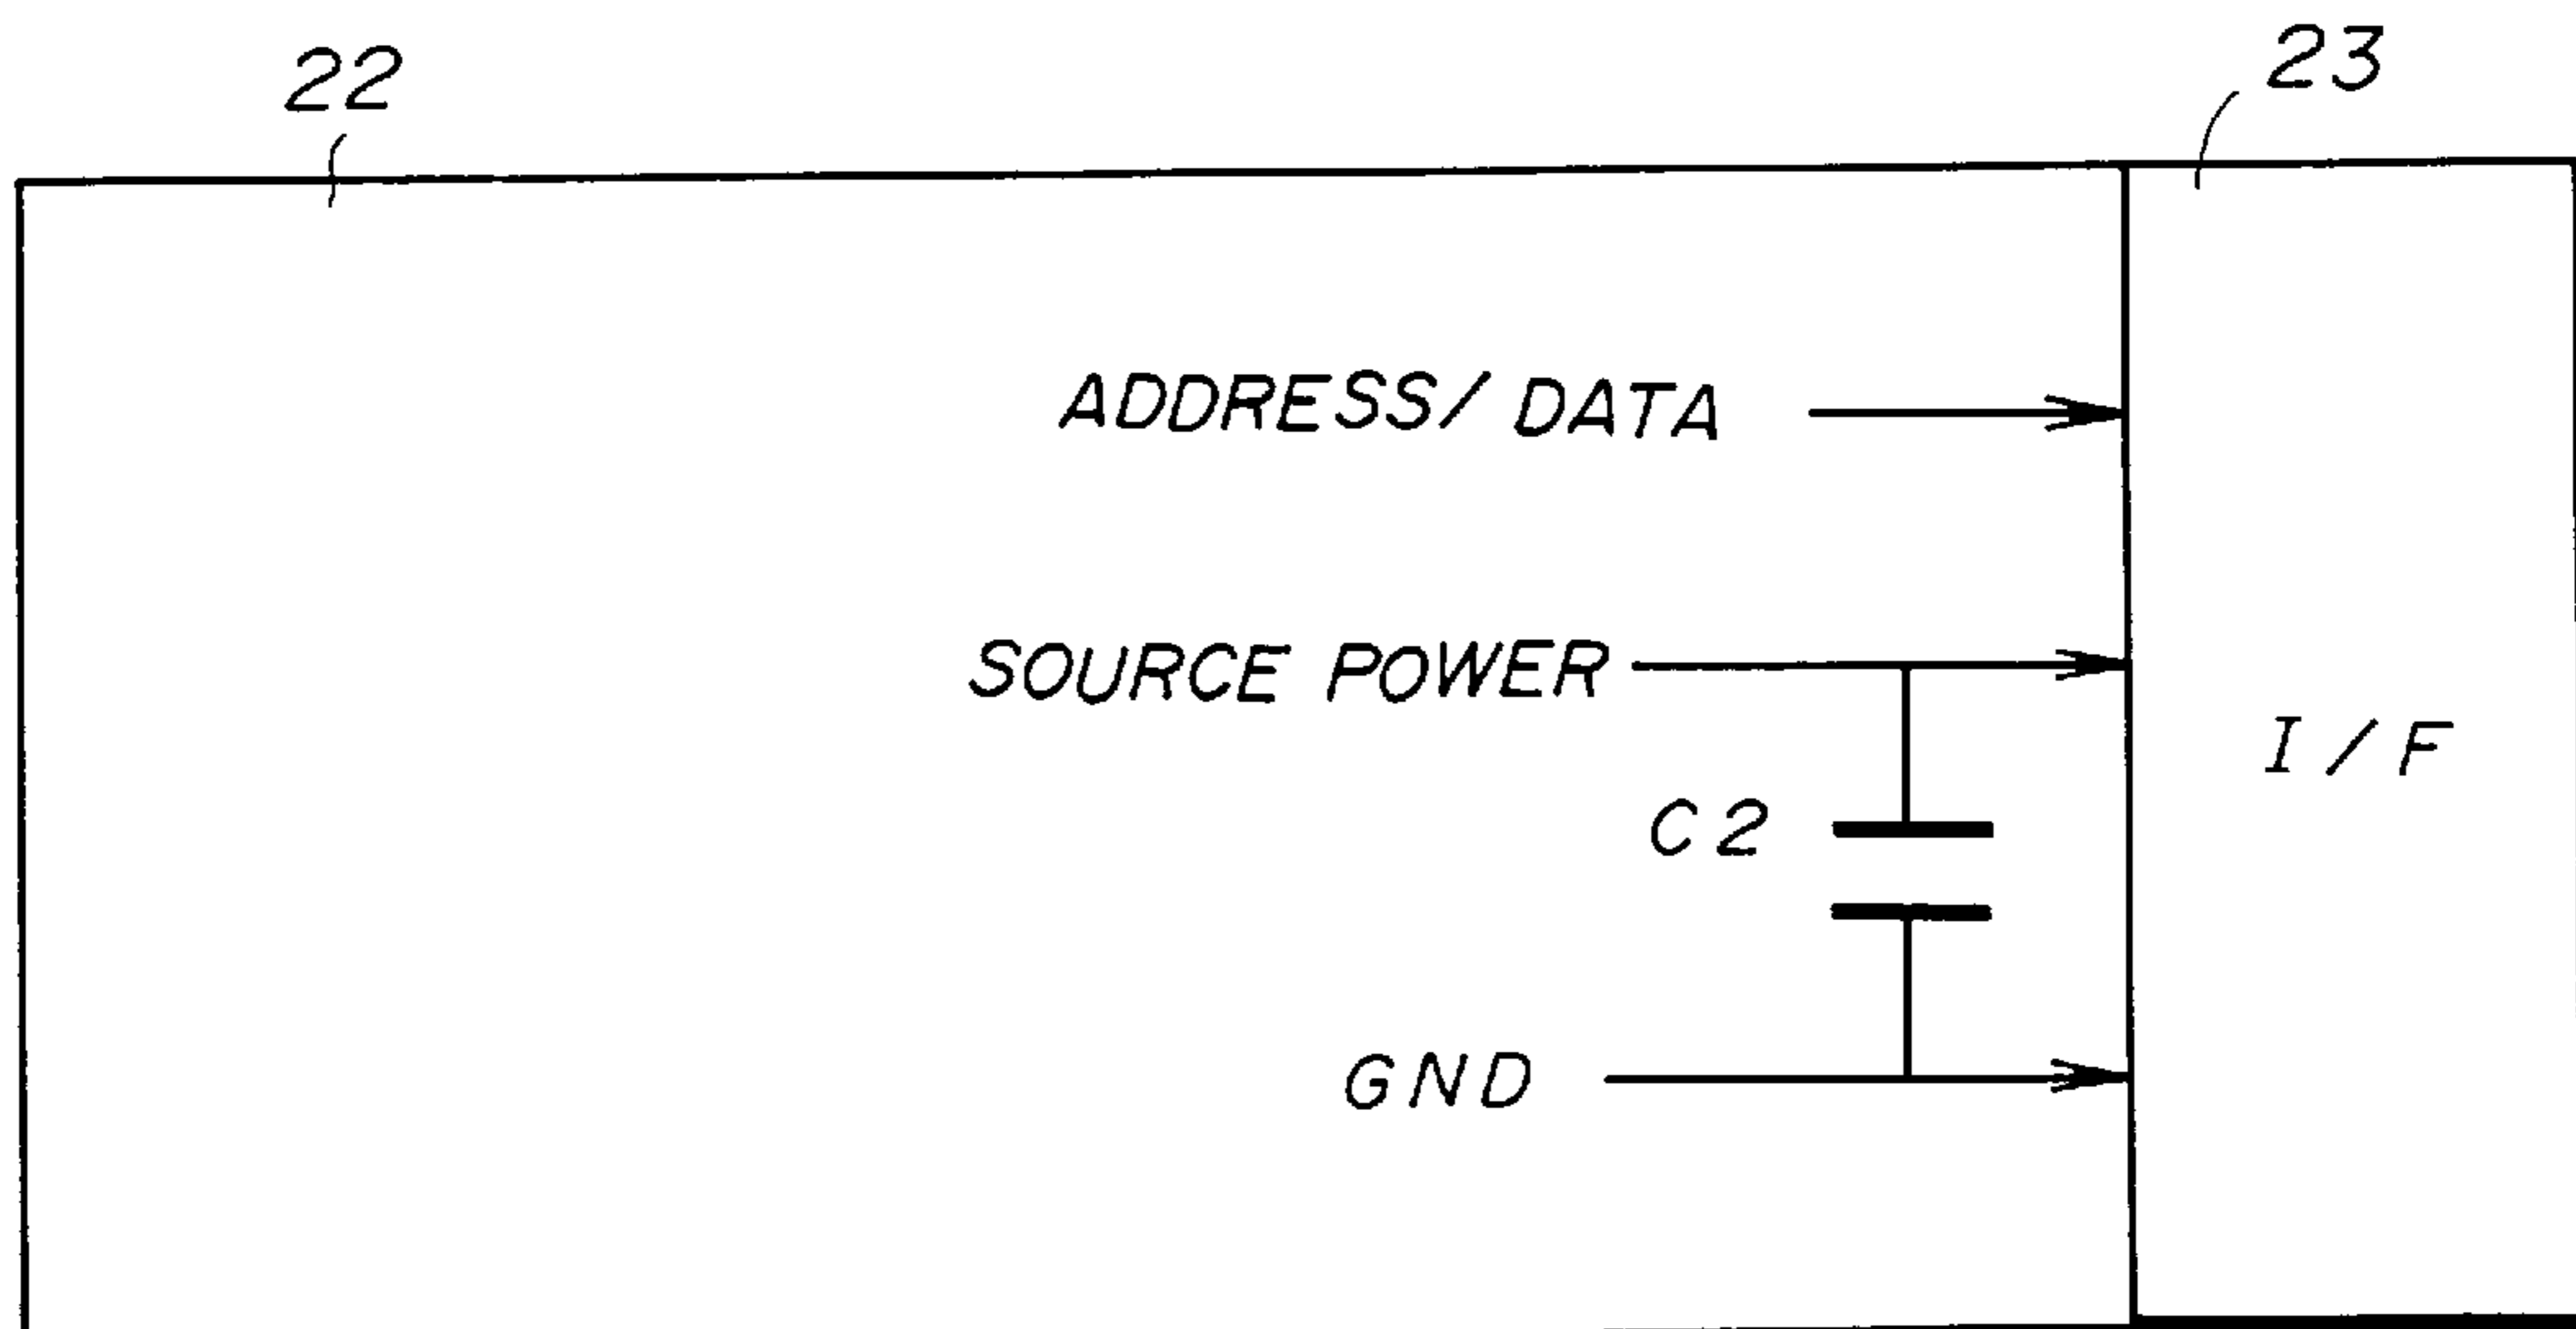 22
23
ADDRESS/ DATA
SOURCE POWER
I/F
C2
GND